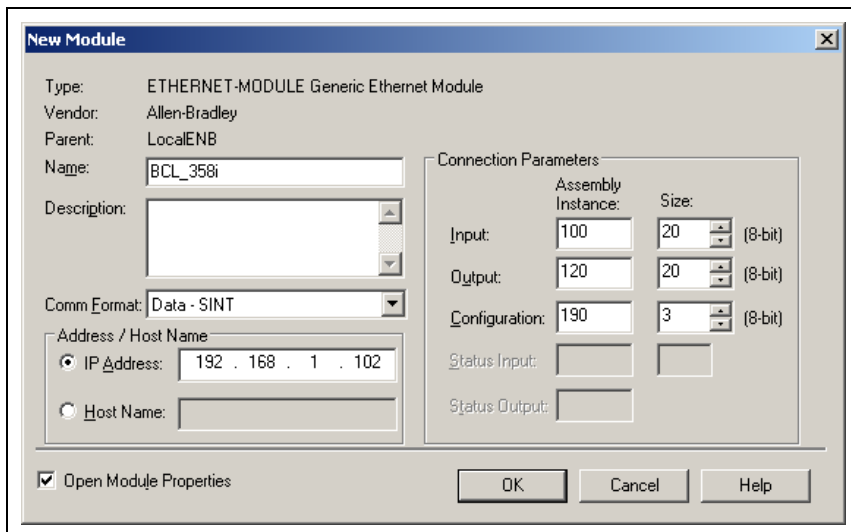 New Module
Type: ETHERNET-MODULE Generic Ethernet Module
Vendor: Allen-Bradley
Parent: LocalENB
Name: BCL_358i
Description:
Comm Format: Data - SINT
Address / Host Name
IP Address: 192 . 168 . 1 . 102
Host Name:
Connection Parameters
Assembly
Instance: Size:
Input: 100 20 (8-bit)
Output: 120 20 (8-bit)
Configuration: 190 3 (8-bit)
Status Input:
Status Output:
Open Module Properties
OK Cancel Help